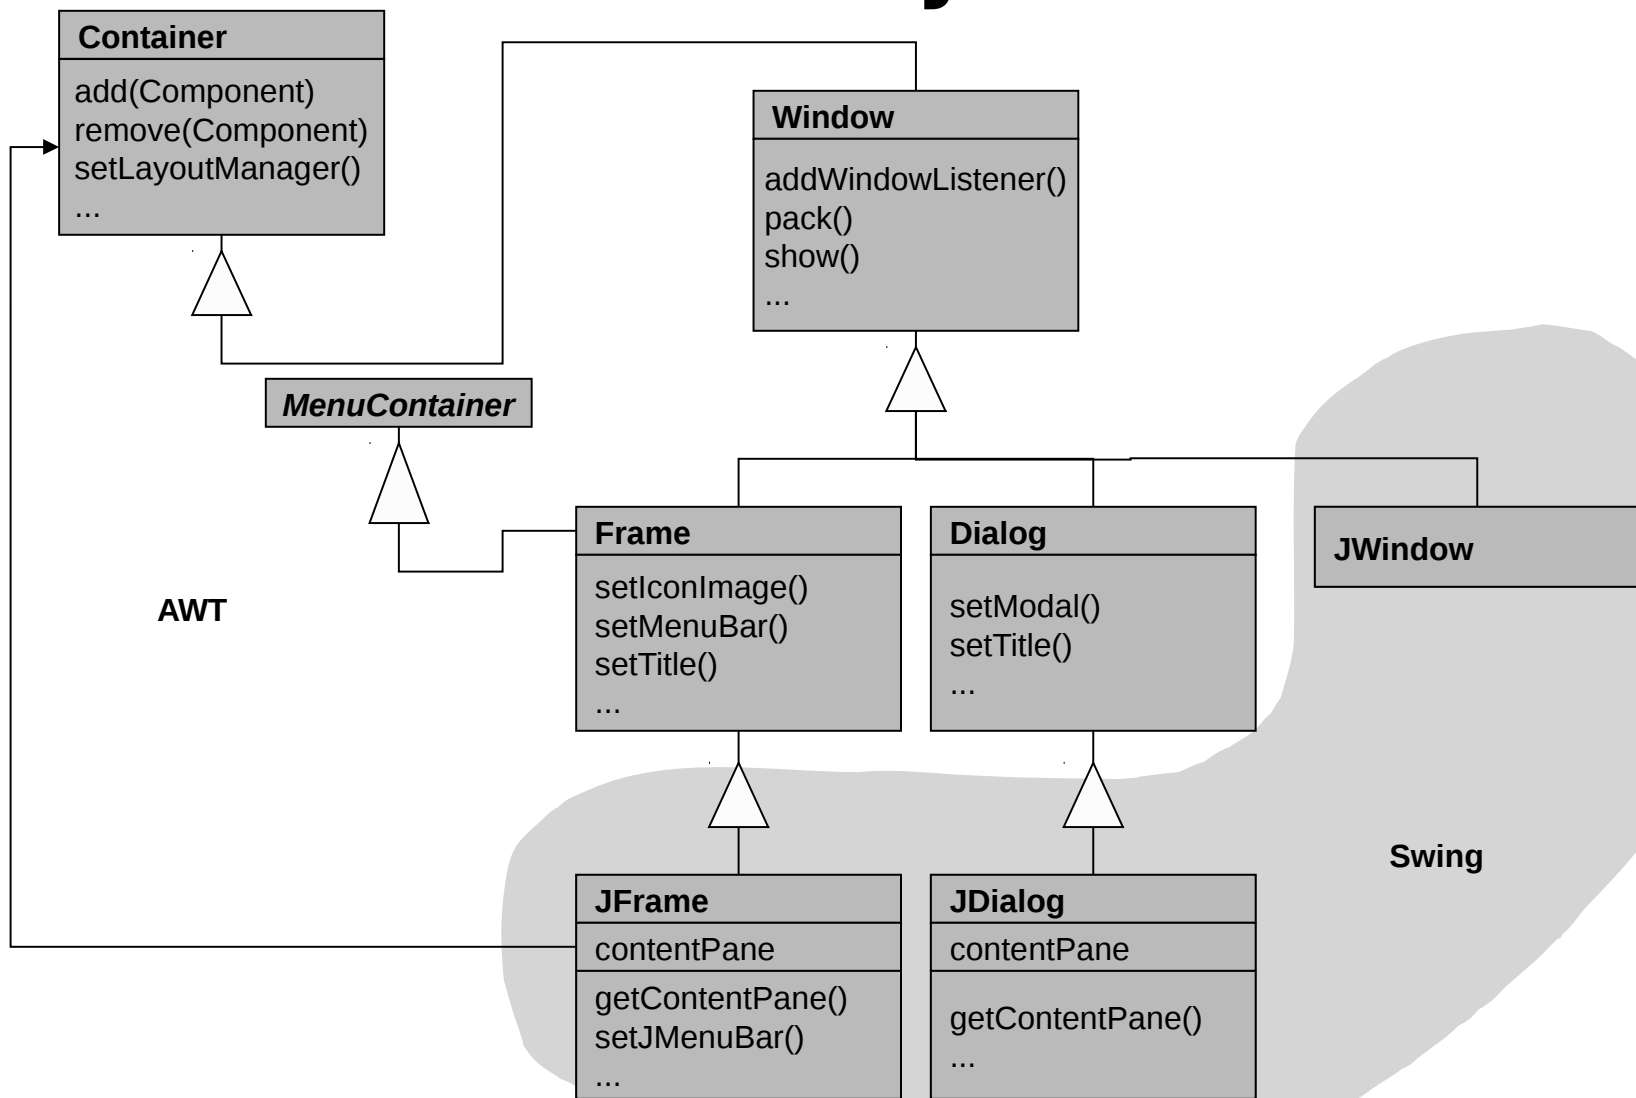 Container
add(Component)
remove(Component)
setLayoutManager()
...
Window
addWindowListener()
pack()
show()
...
MenuContainer
Frame
setIconImage()
setMenuBar()
setTitle()
...
Dialog
setModal()
setTitle()
...
JWindow
AWT
Swing
JFrame
contentPane
getContentPane()
setJMenuBar()
...
JDialog
contentPane
getContentPane()
...